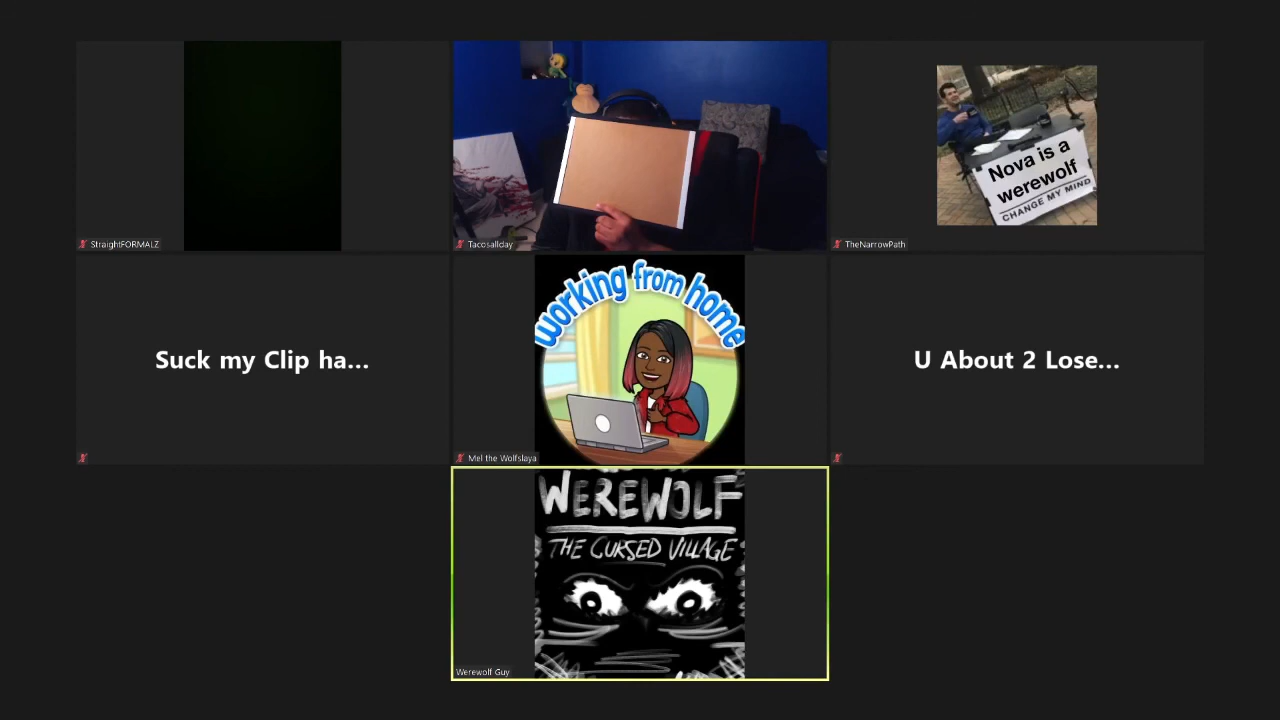 StraightFORMALZ
Tacosallday
Nova is a
werewolf
CHANGE MY MIND
TheNarrowPath
Suck my Clip ha...
working from home
Mel the Wolfslaya
U About 2 Lose...
WEREWOLF
THE CURSED VILLAGE
Werewolf Guy